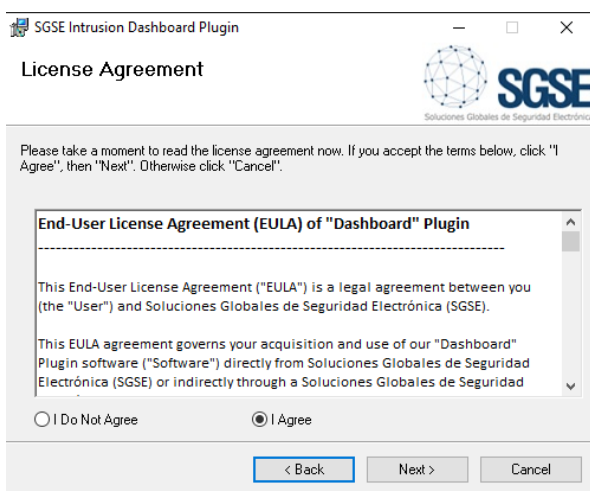 SGSE Intrusion Dashboard Plugin
License Agreement
SGSE
Soluciones Globales de Seguridad Electrónica
Please take a moment to read the license agreement now. If you accept the terms below, click "I
Agree", then "Next". Otherwise click "Cancel".
End-User License Agreement (EULA) of "Dashboard" Plugin
------------------------------------------------------------------------------
This End-User License Agreement ("EULA") is a legal agreement between you
(the "User") and Soluciones Globales de Seguridad Electrónica (SGSE).
This EULA agreement governs your acquisition and use of our "Dashboard"
Plugin software ("Software") directly from Soluciones Globales de Seguridad
Electrónica (SGSE) or indirectly through a Soluciones Globales de Seguridad
I Do Not Agree
I Agree
< Back
Next >
Cancel